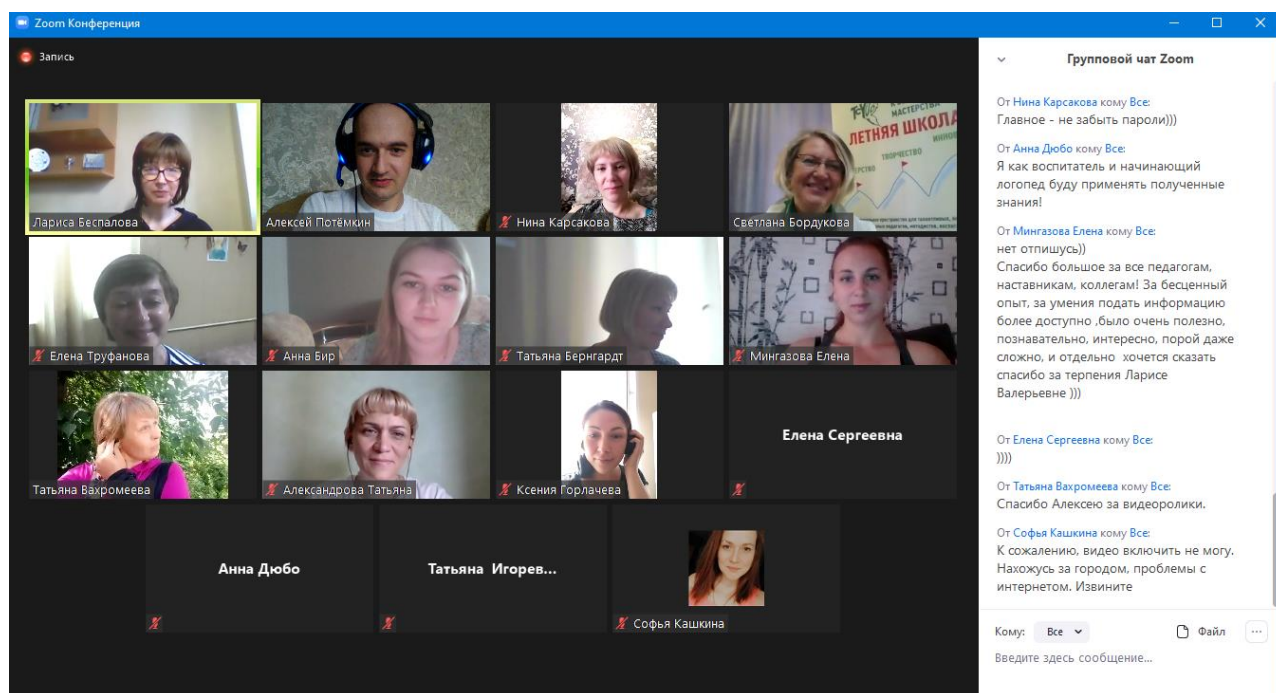 Zoom Конференция
Запись
Лариса Беспалова
Алексей Потёмкин
Нина Карсакова
МАСТЕРСТВА
ЛЕТНЯЯ ШКОЛА
ТВОРЧЕСТВО
Светлана Бордукова
Елена Труфанова
Анна Бир
Татьяна Бернгардт
Мингазова Елена
Татьяна Вахромеева
Александрова Татьяна
Ксения Горлачева
Елена Сергеевна
Анна Дюбо
Татьяна Игорев...
Софья Кашкина
Групповой чат Zoom
От Нина Карсакова кому Все:
Главное - не забыть пароли)))
От Анна Дюбо кому Все:
Я как воспитатель и начинающий
логопед буду применять полученные
знания!
От Мингазова Елена кому Все:
нет отпишусь))
Спасибо большое за все педагогам,
наставникам, коллегам! За бесценный
опыт, за умения подать информацию
более доступно ,было очень полезно,
познавательно, интересно, порой даже
сложно, и отдельно хочется сказать
спасибо за терпения Ларисе
Валерьевне )))
От Елена Сергеевна кому Все:
))))
От Татьяна Вахромеева кому Все:
Спасибо Алексею за видеоролики.
От Софья Кашкина кому Все:
К сожалению, видео включить не могу.
Нахожусь за городом, проблемы с
интернетом. Извините
Кому: Все Файл ...
Введите здесь сообщение...